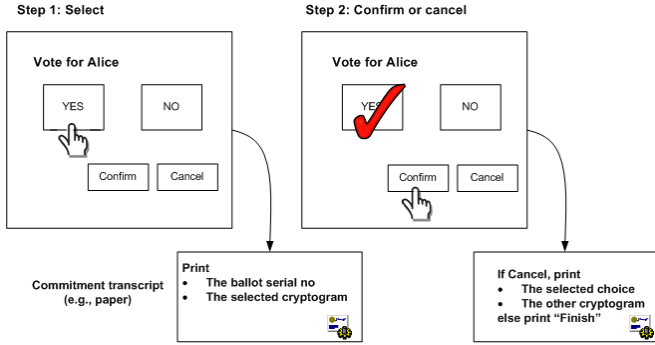 Step 1: Select
Step 2: Confirm or cancel
Vote for Alice
YES
NO
Confirm
Cancel
Vote for Alice
YES
NO
Confirm
Cancel
Commitment transcript
(e.g., paper)
Print
• The ballot serial no
• The selected cryptogram
If Cancel, print
• The selected choice
• The other cryptogram
else print “Finish”